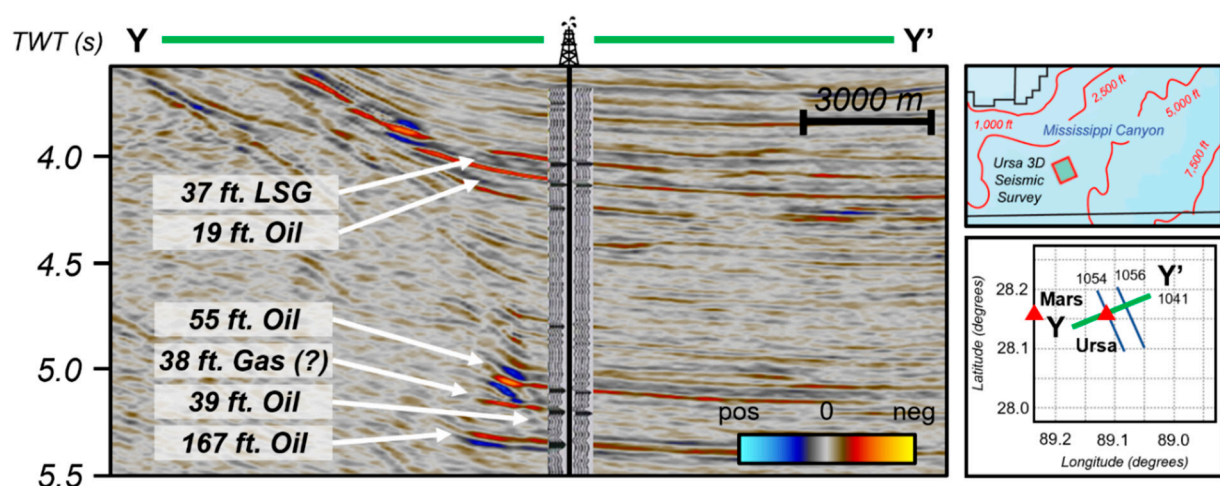 TWT (s) Y Y'
3000 m
4.0
4.5
5.0
5.5
37 ft. LSG
19 ft. Oil
55 ft. Oil
38 ft. Gas (?)
39 ft. Oil
167 ft. Oil
pos 0 neg
1,000 ft
2,500 ft
5,000 ft
7,500 ft
Mississippi Canyon
Ursa 3D
Seismic
Survey
Latitude (degrees)
28.2
28.1
28.0
1054
1056
Y'
1041
Mars
Y
Ursa
89.2 89.1 89.0
Longitude (degrees)